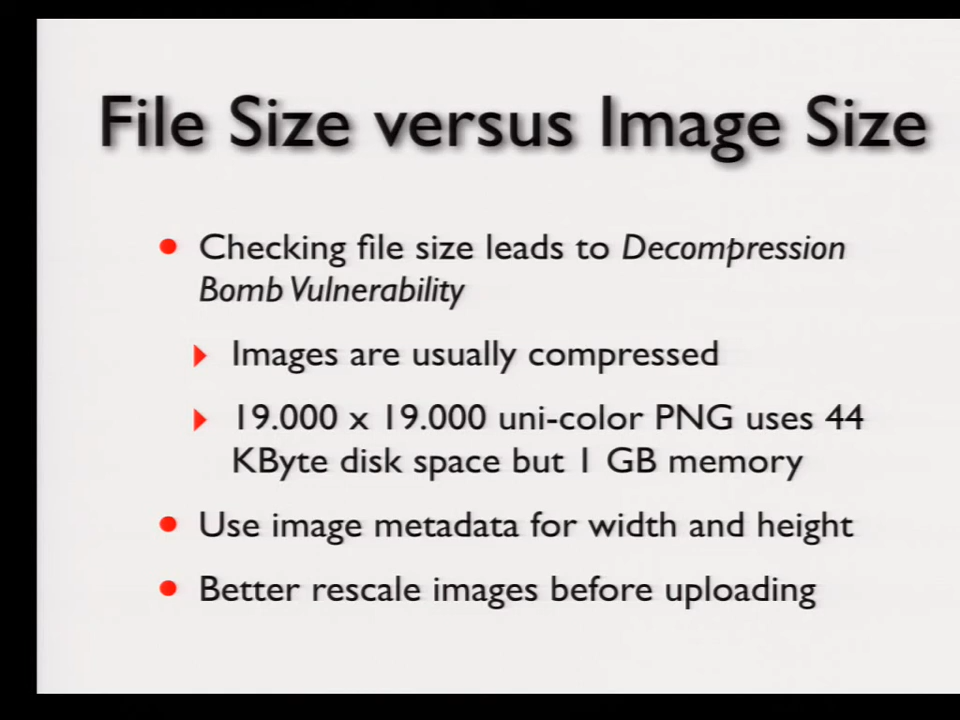 File Size versus Image Size
Checking file size leads to Decompression
Bomb Vulnerability
Images are usually compressed
19.000 x 19.000 uni-color PNG uses 44
KByte disk space but 1 GB memory
Use image metadata for width and height
Better rescale images before uploading